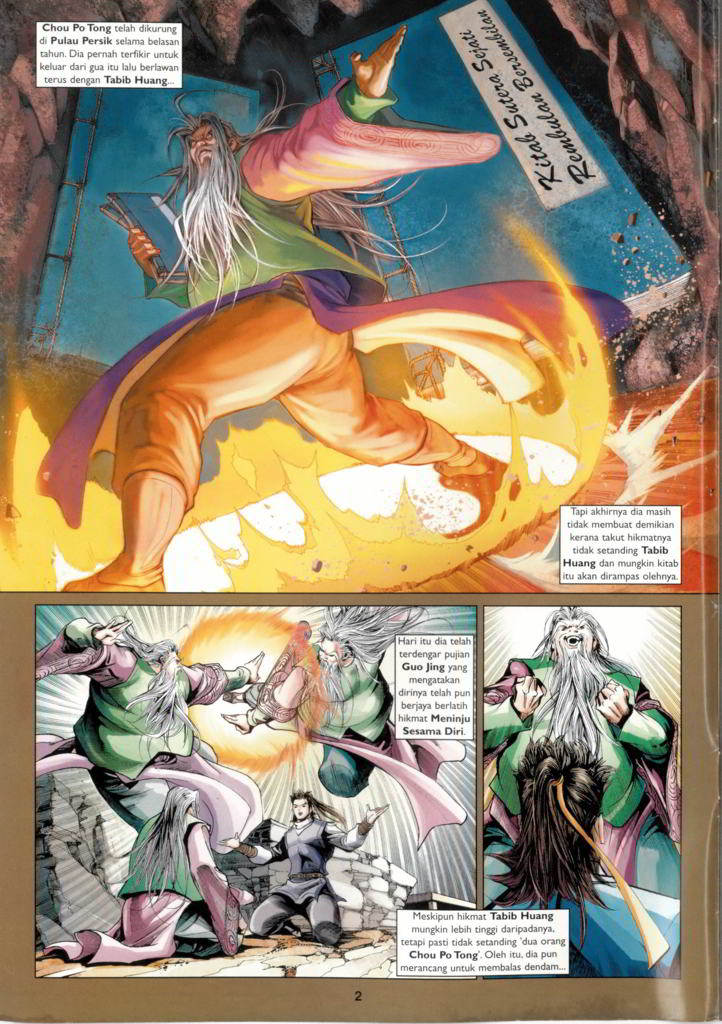 Chou Po Tong telah dikurung
di Pulau Persik selama belasan
tahun. Dia pernah terfikir untuk
keluar dari gua itu lalu berlawan
terus dengan Tabib Huang...
Kitab Sutera Sejati
Rembulan Bersembilan
Tapi akhirnya dia masih
tidak membuat demikian
kerana takut hikmatnya
tidak setanding Tabib
Huang dan mungkin kitab
itu akan dirampas olehnya.
Hari itu dia telah
terdengar pujian
Guo Jing yang
mengatakan
dirinya telah pun
berjaya berlatih
hikmat Meninju
Sesama Diri.
Meskipun hikmat Tabib Huang
mungkin lebih tinggi daripadanya,
tetapi pasti tidak setanding 'dua orang
Chou Po Tong'. Oleh itu, dia pun
merancang untuk membalas dendam...
2